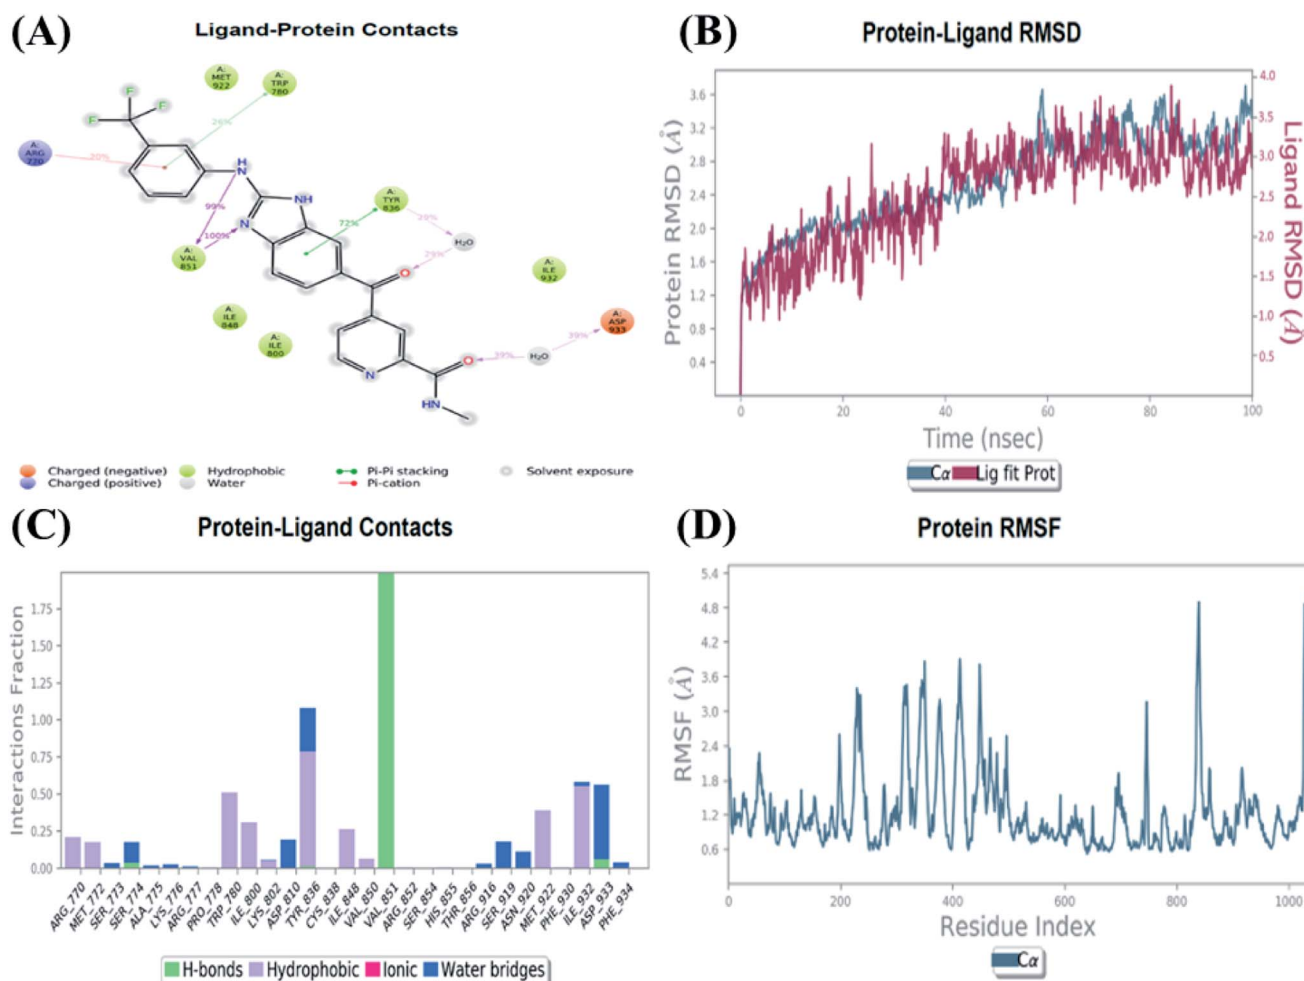 (A)
Ligand-Protein Contacts
A:
MET
922
A:
TRP
780
F
F
F
26%
A:
ARG
770
20%
H
N
NH
N
99%
100%
A:
VAL
851
72%
A:
TYR
836
29%
H₂O
29%
O
A:
ILE
932
A:
ILE
848
A:
ILE
800
A:
ASP
933
39%
H₂O
39%
O
N
HN
Charged (negative)
Charged (positive)
Hydrophobic
Water
Pi-Pi stacking
Pi-cation
Solvent exposure
(B)
Protein-Ligand RMSD
Protein RMSD (Å)
3.6
3.2
2.8
2.4
2.0
1.6
1.2
0.8
0.4
4.0
3.5
3.0
2.5
2.0
1.5
1.0
0.5
Ligand RMSD (Å)
0 20 40 60 80 100
Time (nsec)
Cα Lig fit Prot
(C)
Protein-Ligand Contacts
Interactions Fraction
1.75
1.50
1.25
1.00
0.75
0.50
0.25
0.00
ARG_770
MET_772
SER_773
SER_774
ALA_775
LYS_776
ARG_777
PRO_778
TRP_780
ILE_800
LYS_802
ASP_810
TYR_836
CYS_838
ILE_848
VAL_850
VAL_851
ARG_852
SER_854
HIS_855
THR_856
ARG_916
SER_919
ASN_920
MET_922
PHE_930
ILE_932
ASP_933
PHE_934
H-bonds Hydrophobic Ionic Water bridges
(D)
Protein RMSF
RMSF (Å)
5.4
4.8
4.2
3.6
3.0
2.4
1.8
1.2
0.6
0 200 400 600 800 1000
Residue Index
Cα